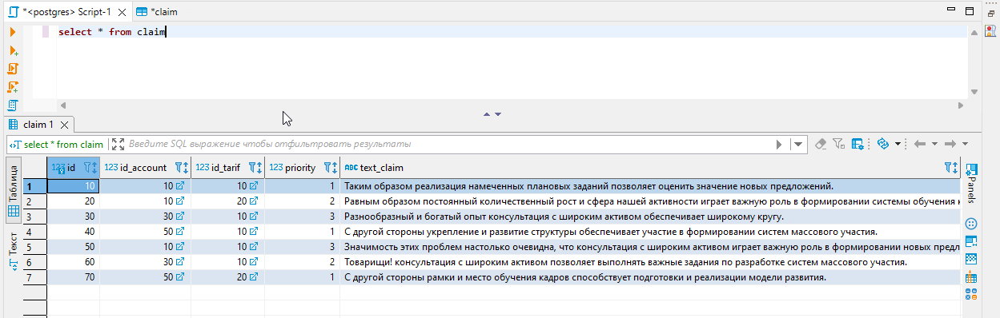 *<postgres> Script-1 *claim
select * from claim
claim 1
select * from claim Введите SQL выражение чтобы отфильтровать результаты
Таблица
Текст
Panels
123 id 123 id_account 123 id_tarif 123 priority ABC text_claim
1 10 10 10 1 Таким образом реализация намеченных плановых заданий позволяет оценить значение новых предложений.
2 20 10 20 2 Равным образом постоянный количественный рост и сфера нашей активности играет важную роль в формировании системы обучения
3 30 30 10 3 Разнообразный и богатый опыт консультация с широким активом обеспечивает широкому кругу.
4 40 50 10 1 С другой стороны укрепление и развитие структуры обеспечивает участие в формировании систем массового участия.
5 50 10 10 3 Значимость этих проблем настолько очевидна, что консультация с широким активом играет важную роль в формировании новых предл
6 60 30 10 2 Товарищи! консультация с широким активом позволяет выполнять важные задания по разработке систем массового участия.
7 70 50 20 1 С другой стороны рамки и место обучения кадров способствует подготовки и реализации модели развития.